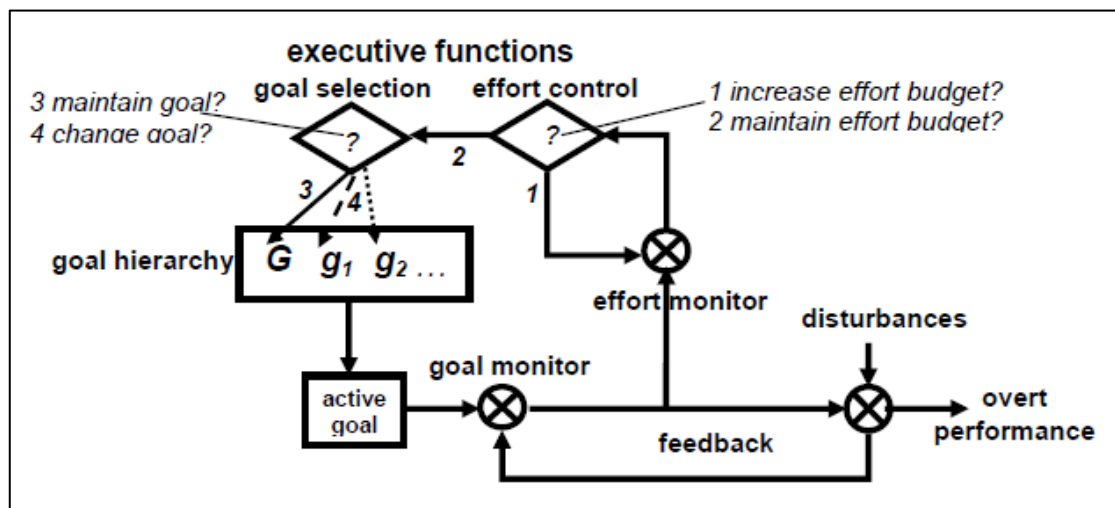 executive functions
goal selection
effort control
3 maintain goal?
4 change goal?
1 increase effort budget?
2 maintain effort budget?
?
?
2
3
4
1
goal hierarchy
G g1 g2 ...
effort monitor
disturbances
goal monitor
active
goal
overt
performance
feedback